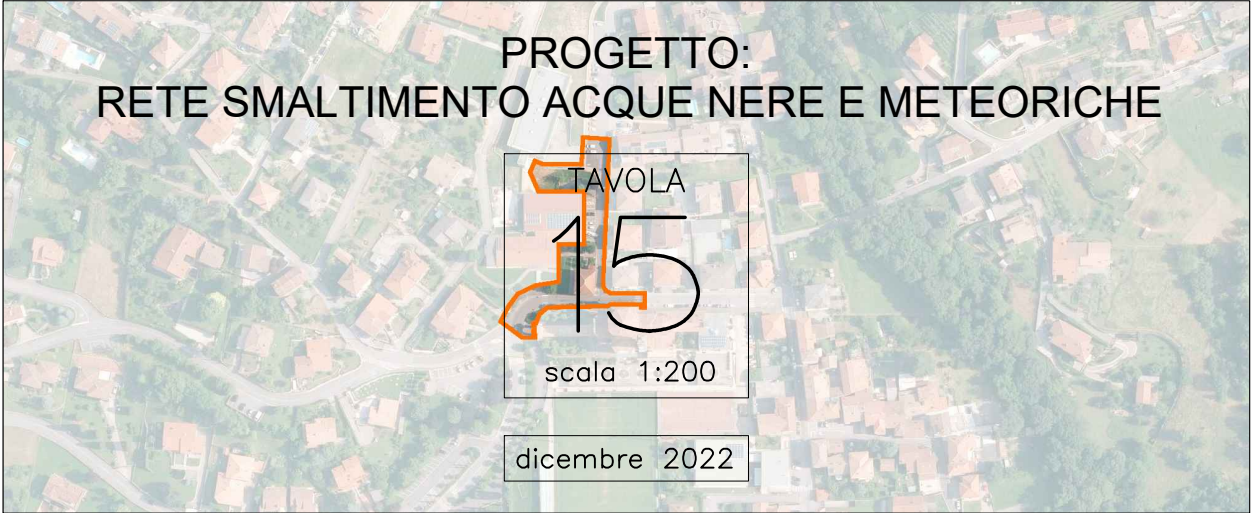 PROGETTO:
RETE SMALTIMENTO ACQUE NERE E METEORICHE
TAVOLA
15
scala 1:200
dicembre 2022